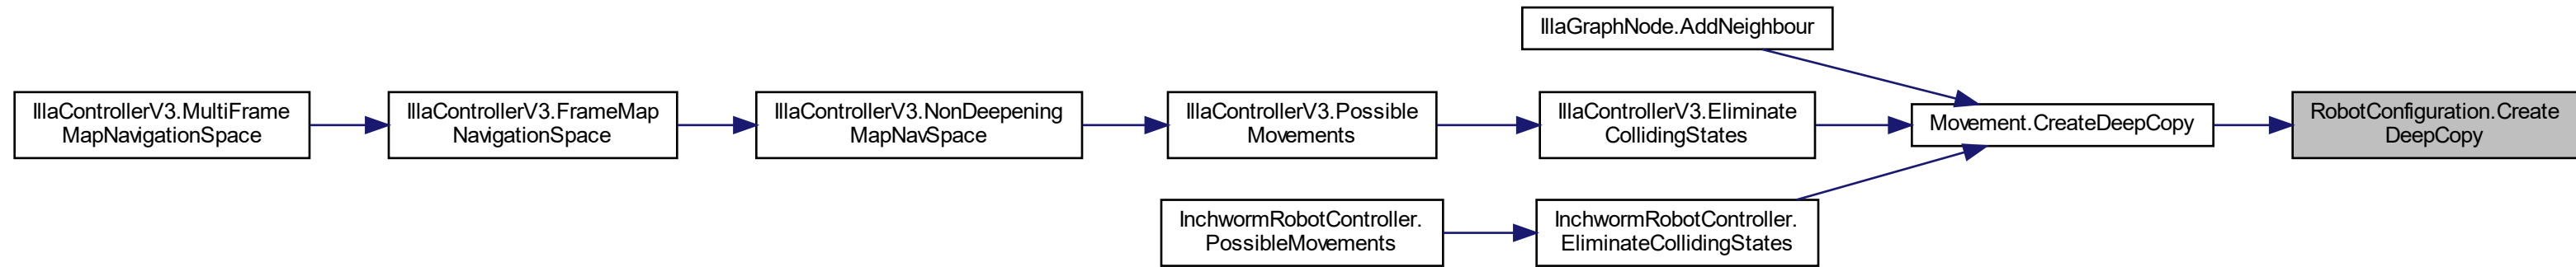 IllaGraphNode.AddNeighbour
IllaControllerV3.MultiFrame
MapNavigationSpace
IllaControllerV3.FrameMap
NavigationSpace
IllaControllerV3.NonDeepening
MapNavSpace
IllaControllerV3.Possible
Movements
IllaControllerV3.Eliminate
CollidingStates
Movement.CreateDeepCopy
RobotConfiguration.Create
DeepCopy
InchwormRobotController.
PossibleMovements
InchwormRobotController.
EliminateCollidingStates